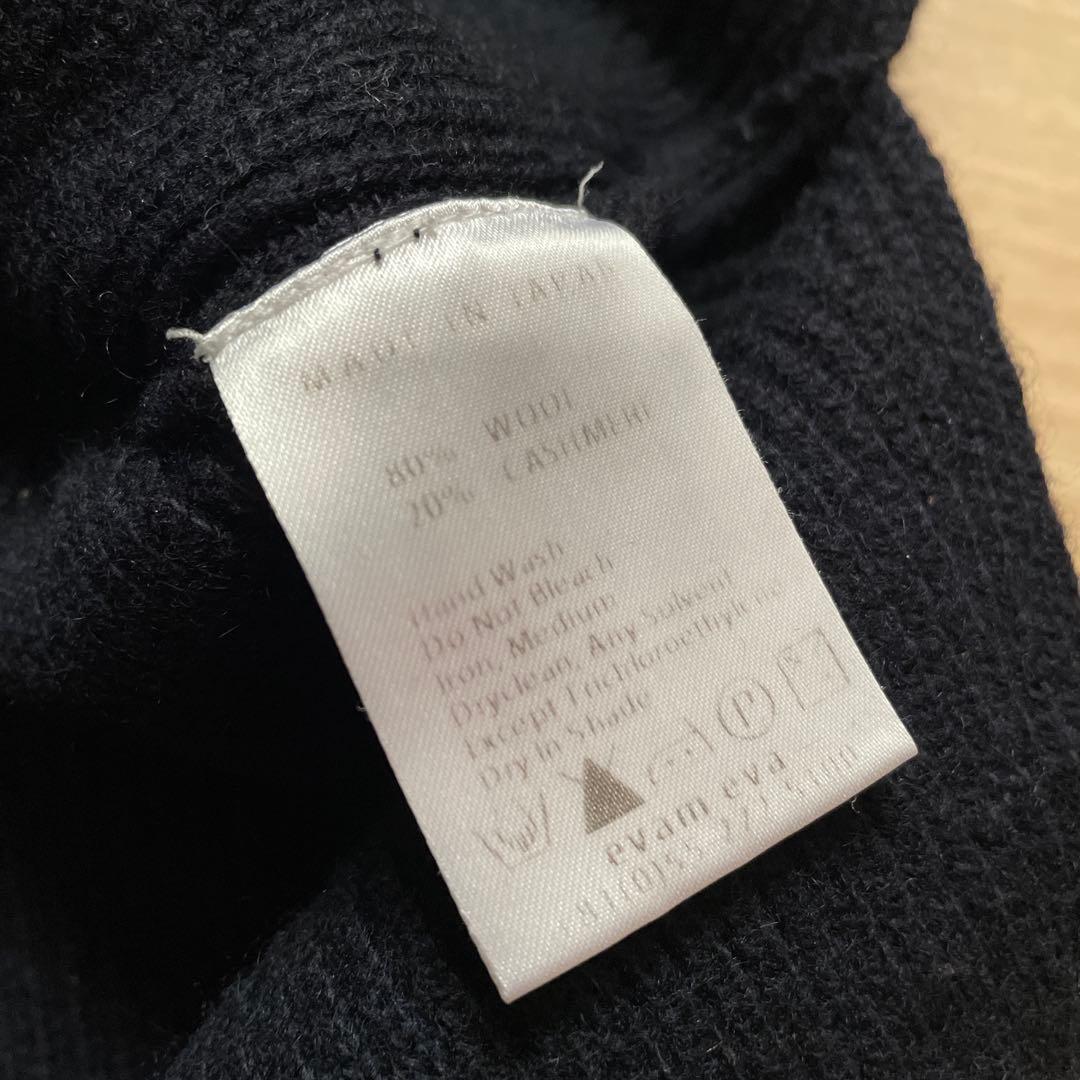 MADE IN JAPAN
80% WOOL
20% CASHMERE
Hand Wash
Do Not Bleach
Iron, Medium
Dryclean, Any Solvent
Except Trichloroethylene
Dry In Shade
P
evam eva